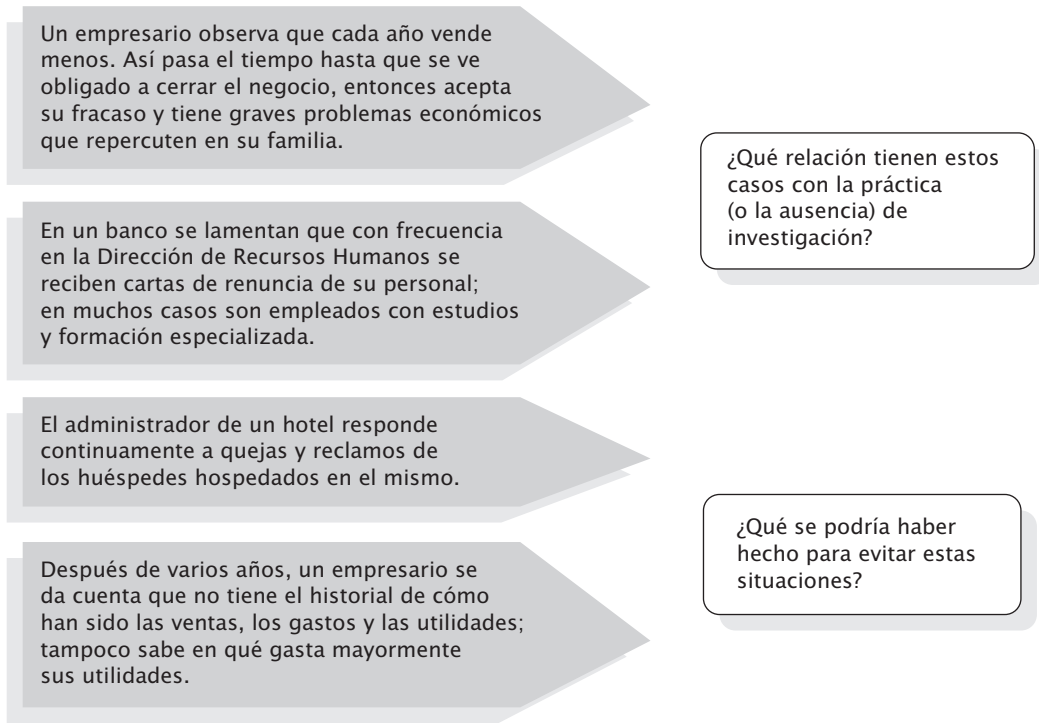 Un empresario observa que cada año vende
menos. Así pasa el tiempo hasta que se ve
obligado a cerrar el negocio, entonces acepta
su fracaso y tiene graves problemas económicos
que repercuten en su familia.
¿Qué relación tienen estos
casos con la práctica
(o la ausencia) de
investigación?
En un banco se lamentan que con frecuencia
en la Dirección de Recursos Humanos se
reciben cartas de renuncia de su personal;
en muchos casos son empleados con estudios
y formación especializada.
El administrador de un hotel responde
continuamente a quejas y reclamos de
los huéspedes hospedados en el mismo.
¿Qué se podría haber
hecho para evitar estas
situaciones?
Después de varios años, un empresario se
da cuenta que no tiene el historial de cómo
han sido las ventas, los gastos y las utilidades;
tampoco sabe en qué gasta mayormente
sus utilidades.